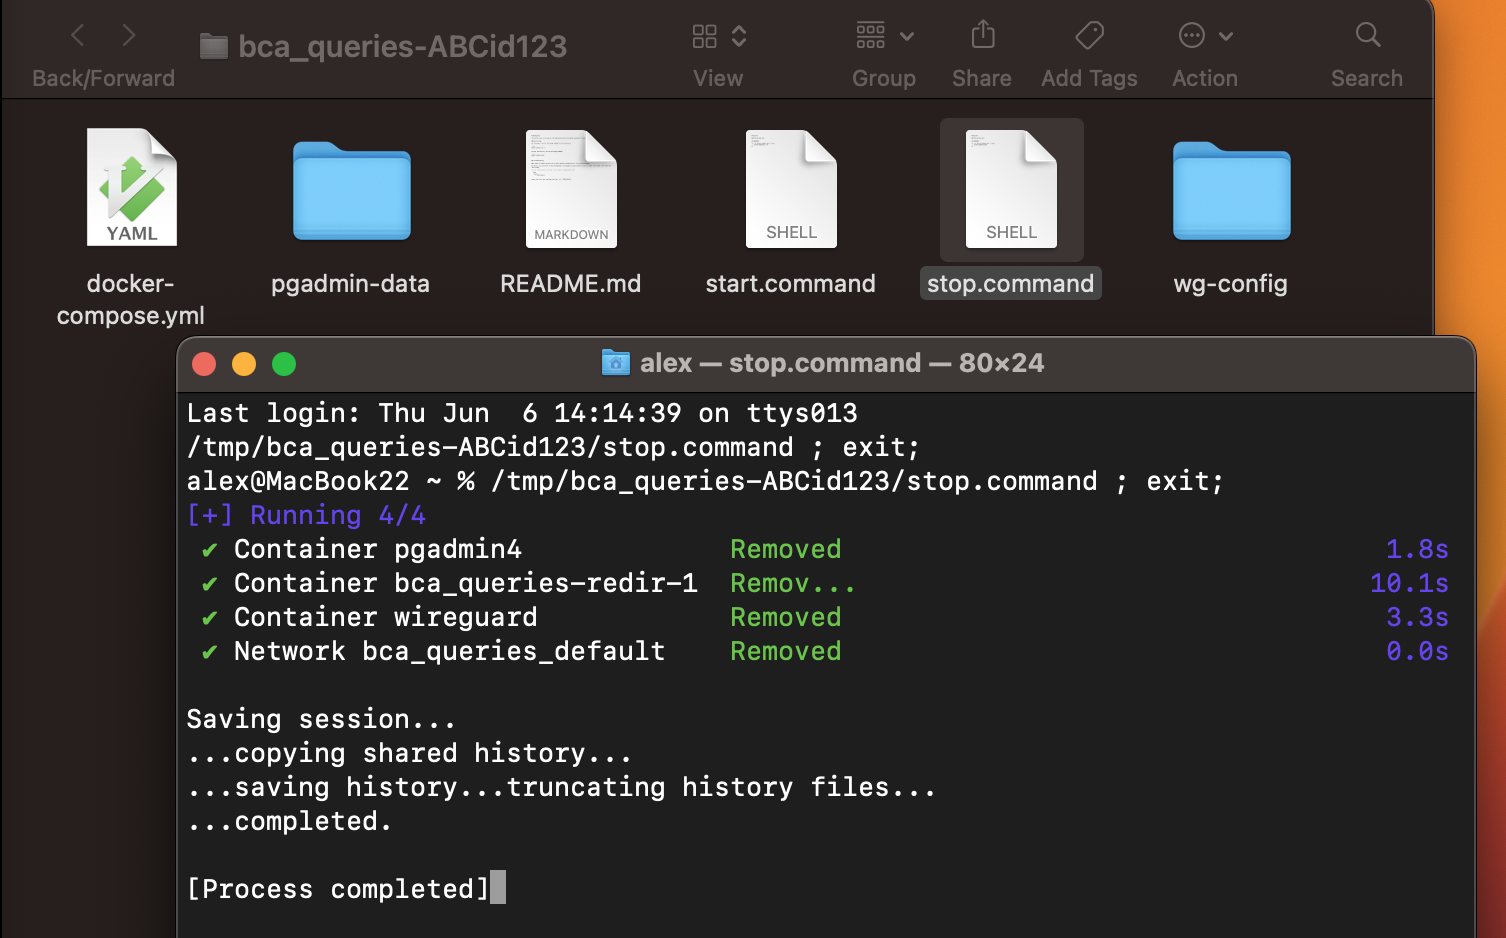 bca_queries-ABCid123
Back/Forward
View
Group
Share
Add Tags
Action
Search
YAML
MARKDOWN
SHELL
SHELL
docker-
compose.yml
pgadmin-data
README.md
start.command
stop.command
wg-config
alex — stop.command — 80×24
Last login: Thu Jun  6 14:14:39 on ttys013
/tmp/bca_queries-ABCid123/stop.command ; exit;
alex@MacBook22 ~ % /tmp/bca_queries-ABCid123/stop.command ; exit;
[+] Running 4/4
✔ Container pgadmin4 Removed 1.8s
✔ Container bca_queries-redir-1 Remov... 10.1s
✔ Container wireguard Removed 3.3s
✔ Network bca_queries_default Removed 0.0s
Saving session...
...copying shared history...
...saving history...truncating history files...
...completed.
[Process completed]